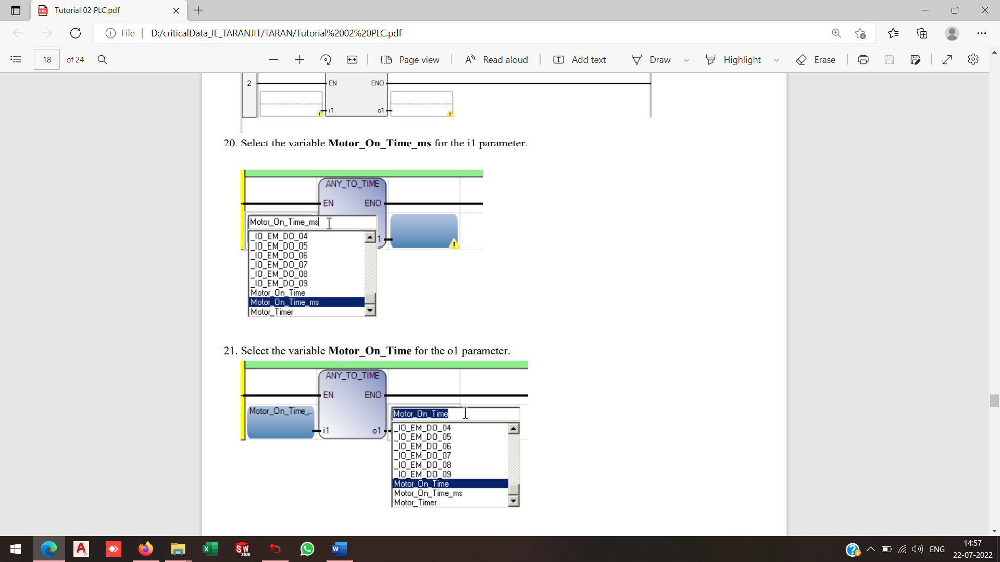 Tutorial 02 PLC.pdf
File D:/criticalData_IE_TARANJIT/TARAN/Tutorial%2002%20PLC.pdf
18 of 24 Page view Read aloud Add text Draw Highlight Erase
2 EN ENO
i1 o1
20. Select the variable Motor_On_Time_ms for the i1 parameter.
ANY_TO_TIME
EN ENO
Motor_On_Time_ms
_IO_EM_DO_04
_IO_EM_DO_05
_IO_EM_DO_06
_IO_EM_DO_07
_IO_EM_DO_08
_IO_EM_DO_09
Motor_On_Time
Motor_On_Time_ms
Motor_Timer
1
21. Select the variable Motor_On_Time for the o1 parameter.
ANY_TO_TIME
EN ENO
Motor_On_Time_...
i1 o1
Motor_On_Time
_IO_EM_DO_04
_IO_EM_DO_05
_IO_EM_DO_06
_IO_EM_DO_07
_IO_EM_DO_08
_IO_EM_DO_09
Motor_On_Time
Motor_On_Time_ms
Motor_Timer
ENG
14:57
22-07-2022